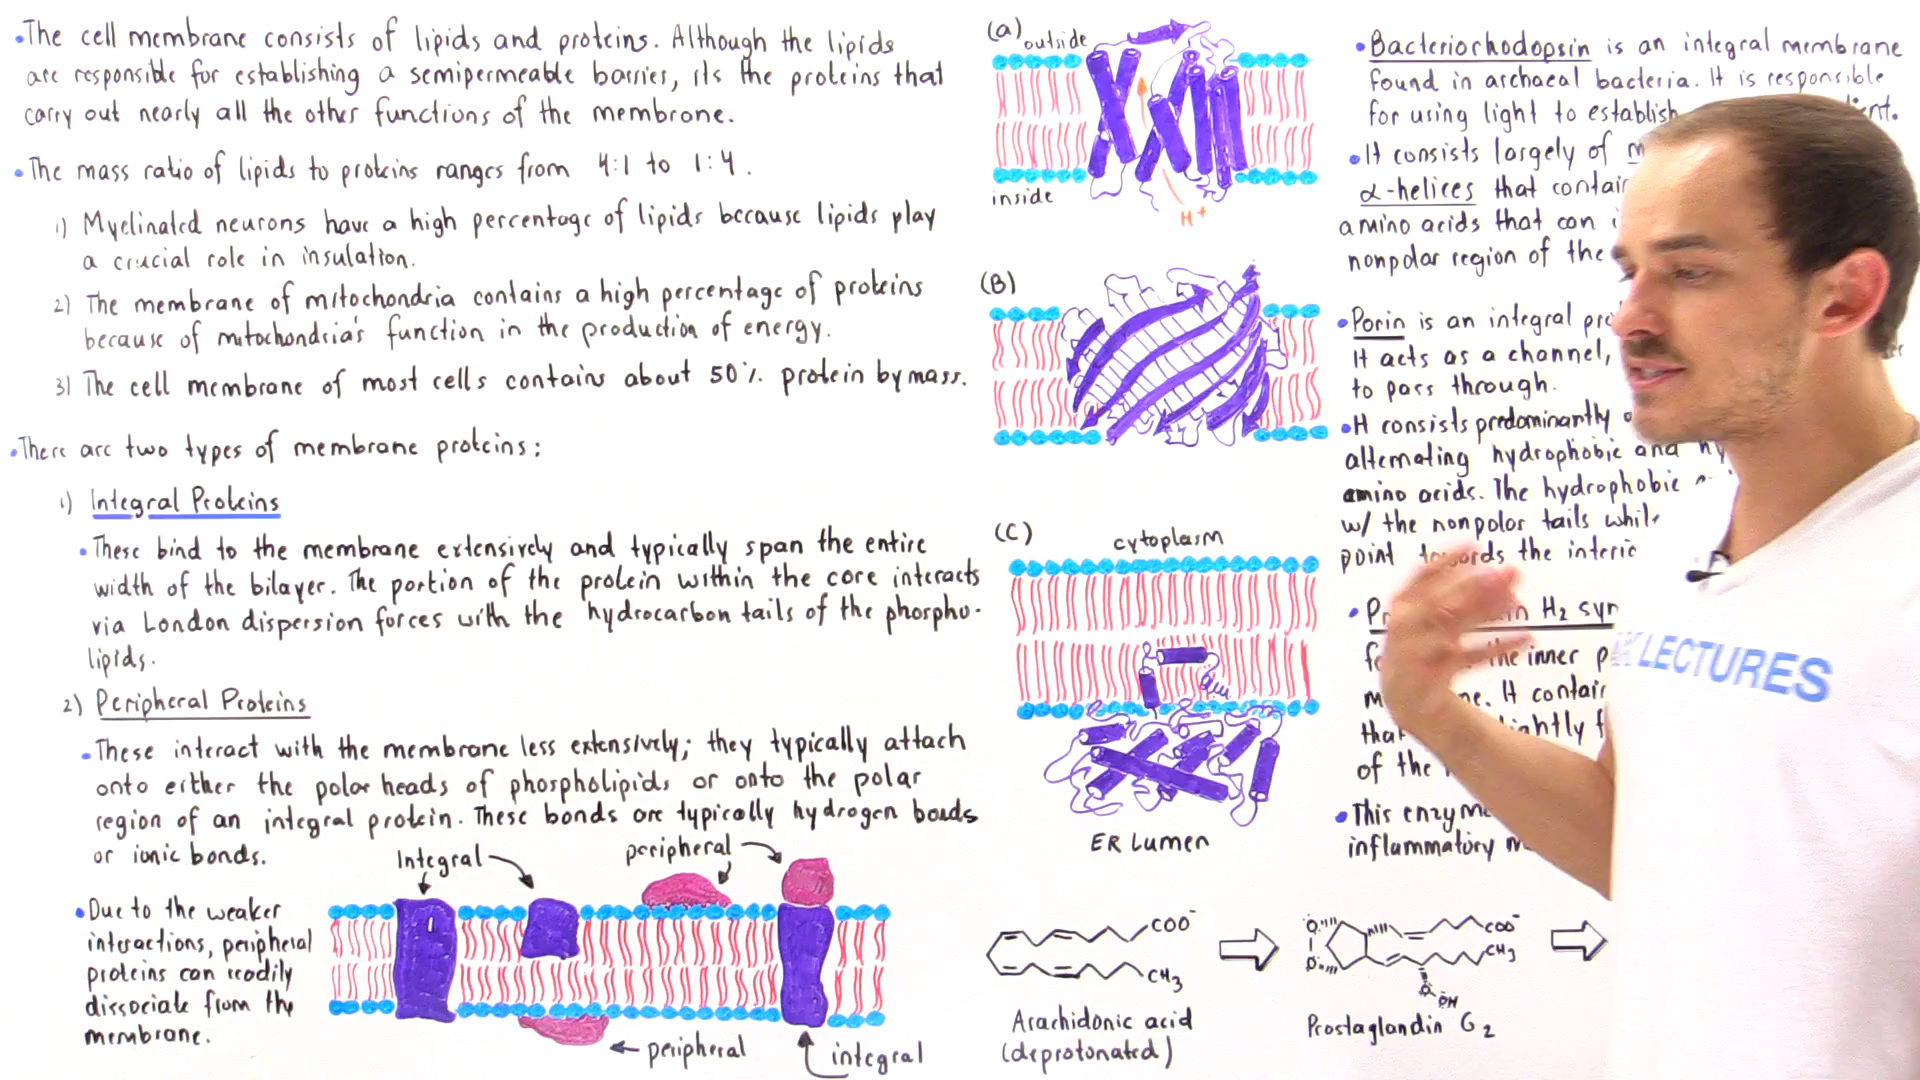 •The cell membrane consists of lipids and proteins. Although the lipids
are responsible for establishing a semipermeable barrier, its the proteins that
carry out nearly all the other functions of the membrane.
•The mass ratio of lipids to proteins ranges from 4:1 to 1:4.
1) Myelinated neurons have a high percentage of lipids because lipids play
a crucial role in insulation.
2) The membrane of mitochondria contains a high percentage of proteins
because of mitochondria's function in the production of energy.
3) The cell membrane of most cells contains about 50% protein by mass.
•There are two types of membrane proteins:
1) Integral Proteins
•These bind to the membrane extensively and typically span the entire
width of the bilayer. The portion of the protein within the core interacts
via London dispersion forces with the hydrocarbon tails of the phospho-
lipids.
2) Peripheral Proteins
•These interact with the membrane less extensively; they typically attach
onto either the polar heads of phospholipids or onto the polar
region of an integral protein. These bonds are typically hydrogen bonds
or ionic bonds.
•Due to the weaker
interactions, peripheral
proteins can readily
dissociate from the
membrane.
Integral
peripheral
peripheral
integral
(a)
outside
inside
H+
(B)
(C)
cytoplasm
ER Lumen
COO-
CH3
Arachidonic acid
(deprotonated)
O
O
COO-
CH3
O
OH
Prostaglandin G2
•Bacteriorhodopsin is an integral membrane
found in archaeal bacteria. It is responsible
for using light to establish
•It consists largely of
α-helices that contai
amino acids that can
nonpolar region of the
•Porin is an integral pro
It acts as a channel,
to pass through.
•It consists predominantly
alternating hydrophobic and hy
amino acids. The hydrophobic
w/ the nonpolar tails while
point towards the interio
•P in H2 syn
the inner p
It contai
that ightly f
of the
•This enzyme
inflammatory
AK LECTURES